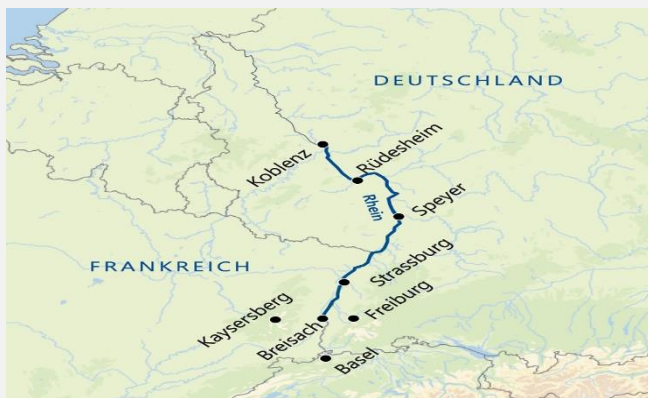 DEUTSCHLAND
Koblenz
Rüdesheim
Rhein
Speyer
FRANKREICH
Strassburg
Kaysersberg
Breisach
Freiburg
Basel